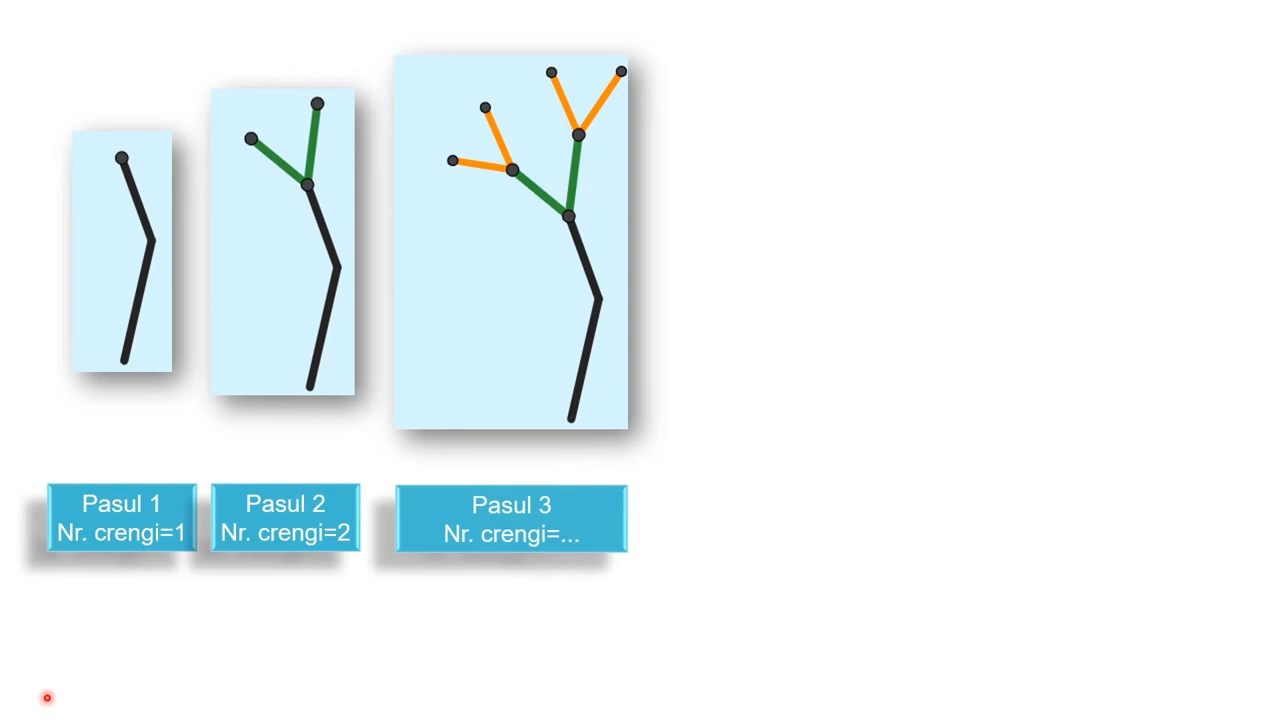 Pasul 1
Nr. crengi=1
Pasul 2
Nr. crengi=2
Pasul 3
Nr. crengi=...